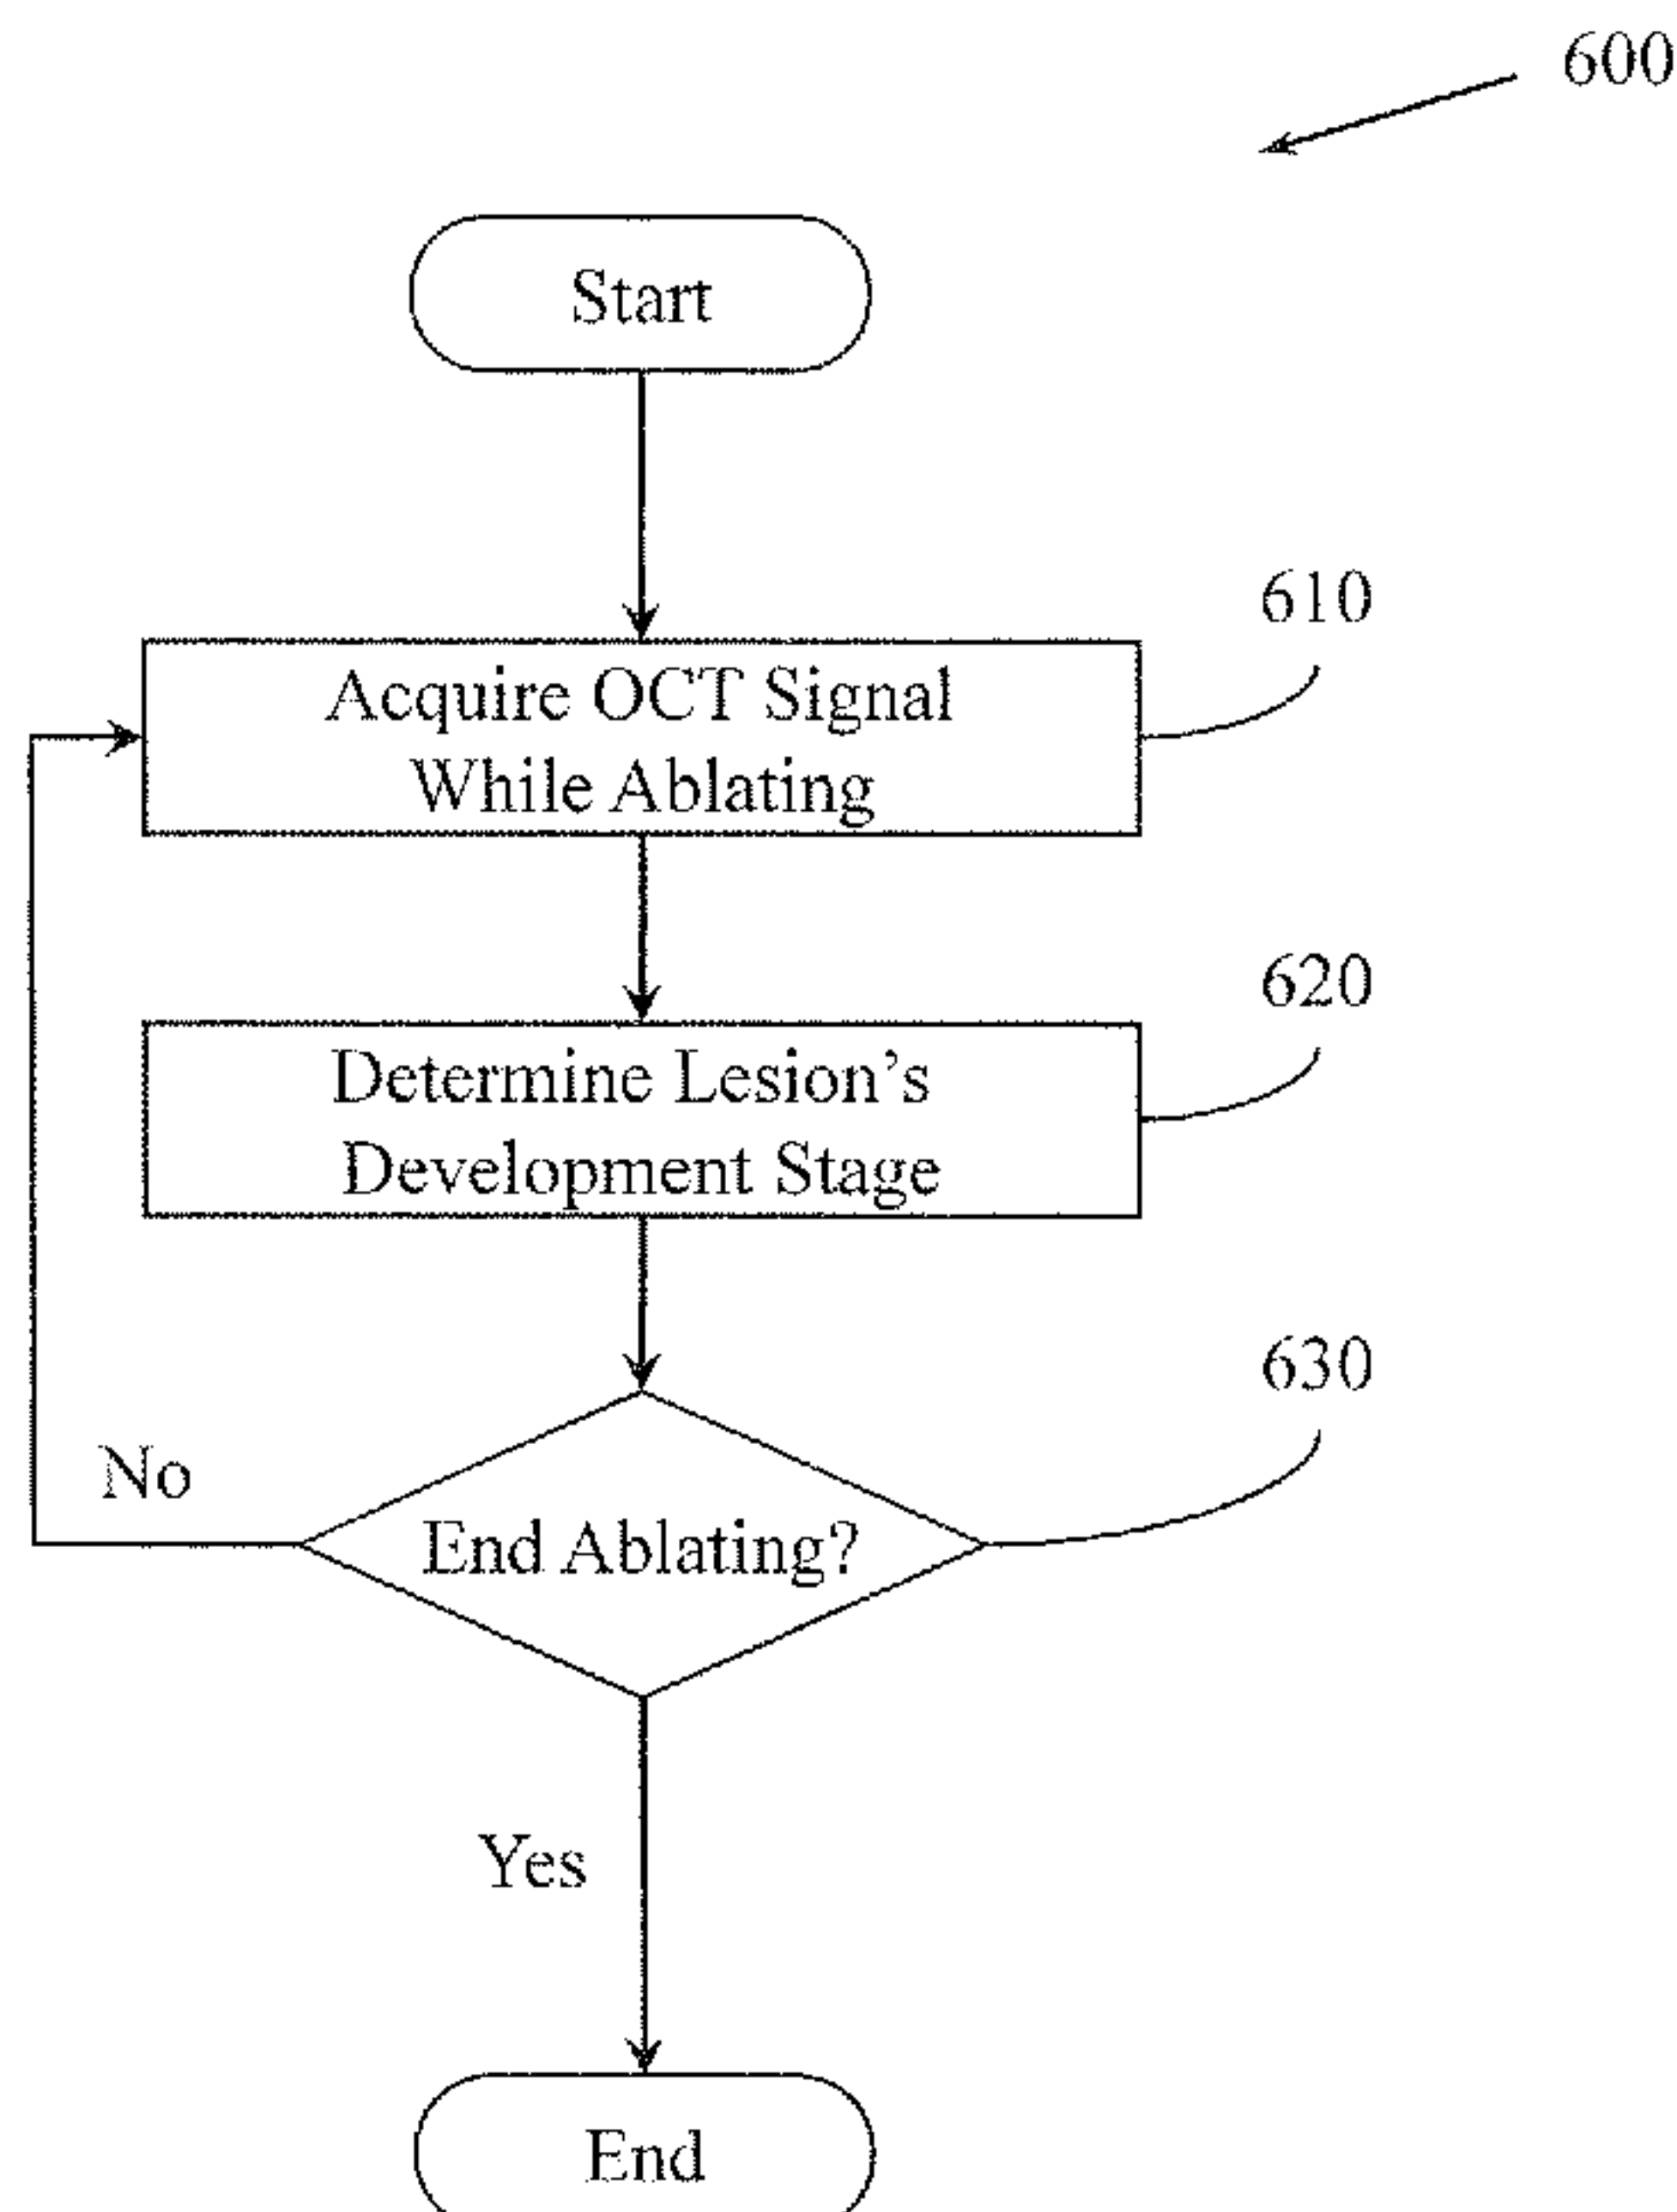 600
Start
610
Acquire OCT Signal
While Ablating
620
Determine Lesion's
Development Stage
630
No
End Ablating?
Yes
End